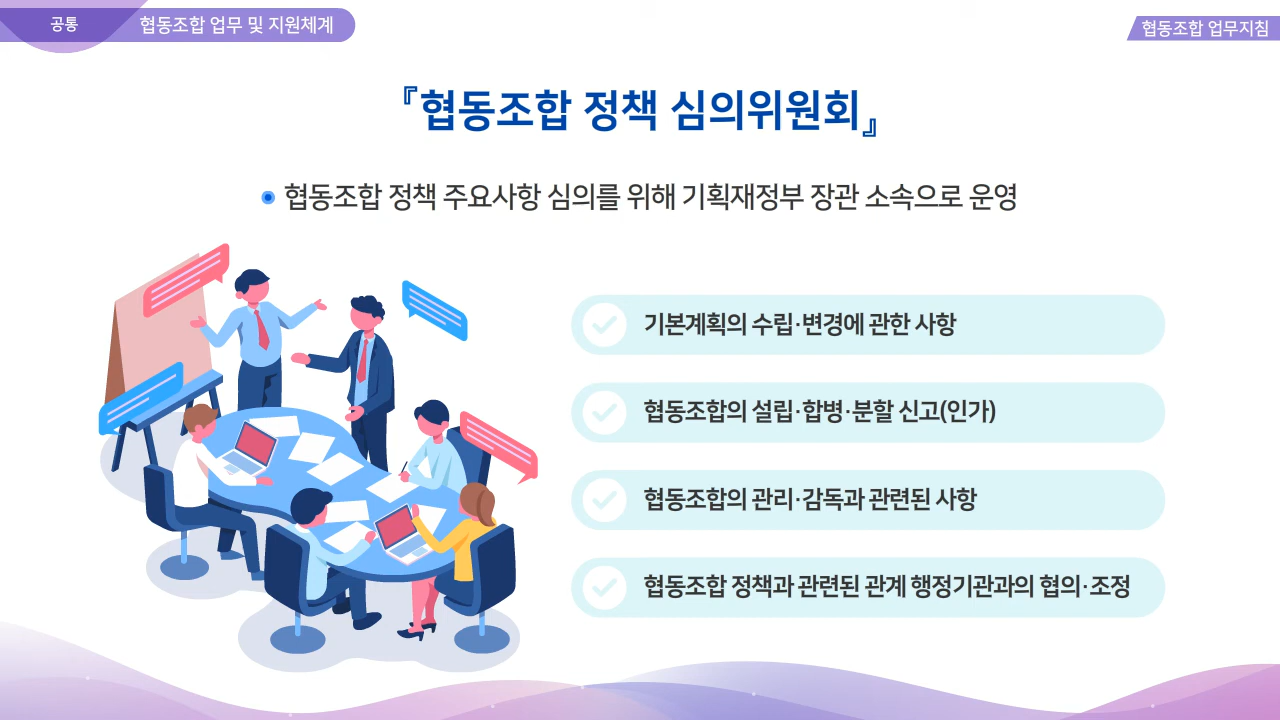 공통
협동조합 업무 및 지원체계
협동조합 업무지침
『협동조합 정책 심의위원회』
협동조합 정책 주요사항 심의를 위해 기획재정부 장관 소속으로 운영
기본계획의 수립·변경에 관한 사항
협동조합의 설립·합병·분할 신고(인가)
협동조합의 관리·감독과 관련된 사항
협동조합 정책과 관련된 관계 행정기관과의 협의·조정